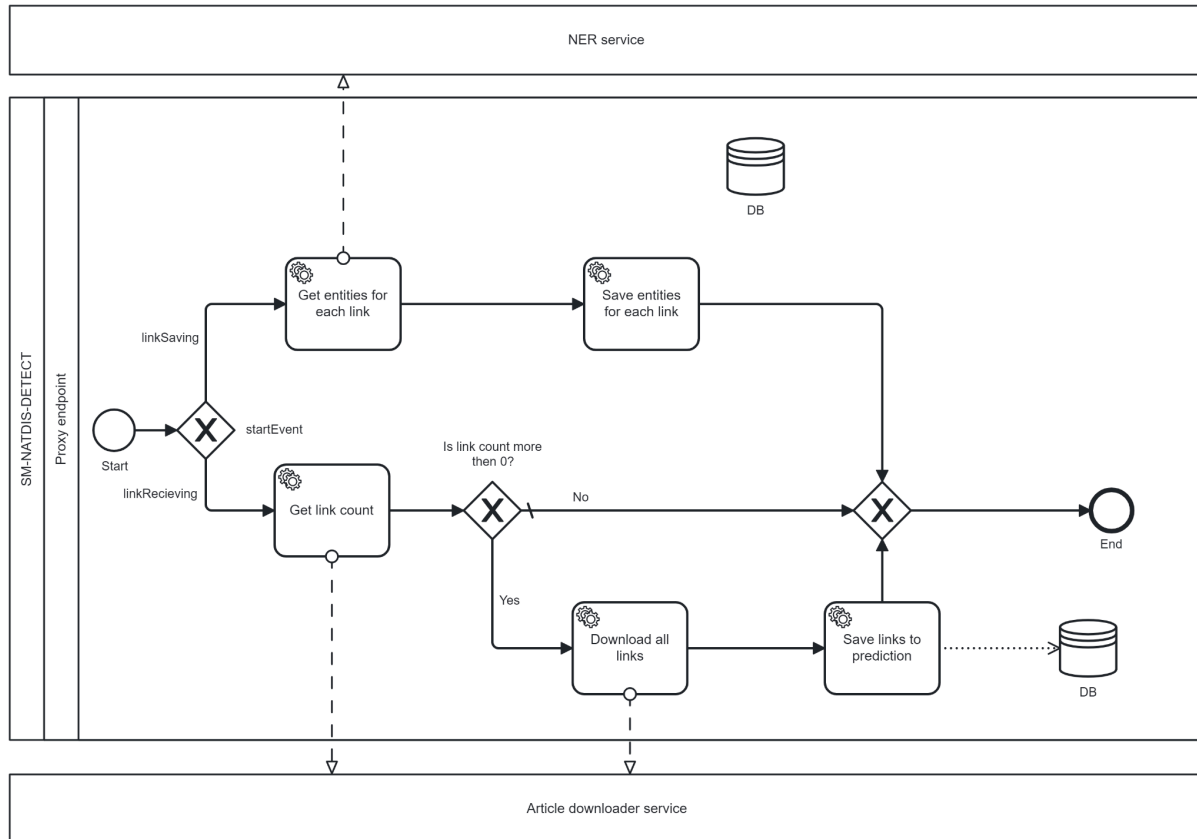 NER service
SM-NATDIS-DETECT
Proxy endpoint
DB
Get entities for
each link
Save entities
for each link
linkSaving
startEvent
Start
linkRecieving
Get link count
Is link count more
then 0?
No
End
Yes
Download all
links
Save links to
prediction
DB
Article downloader service